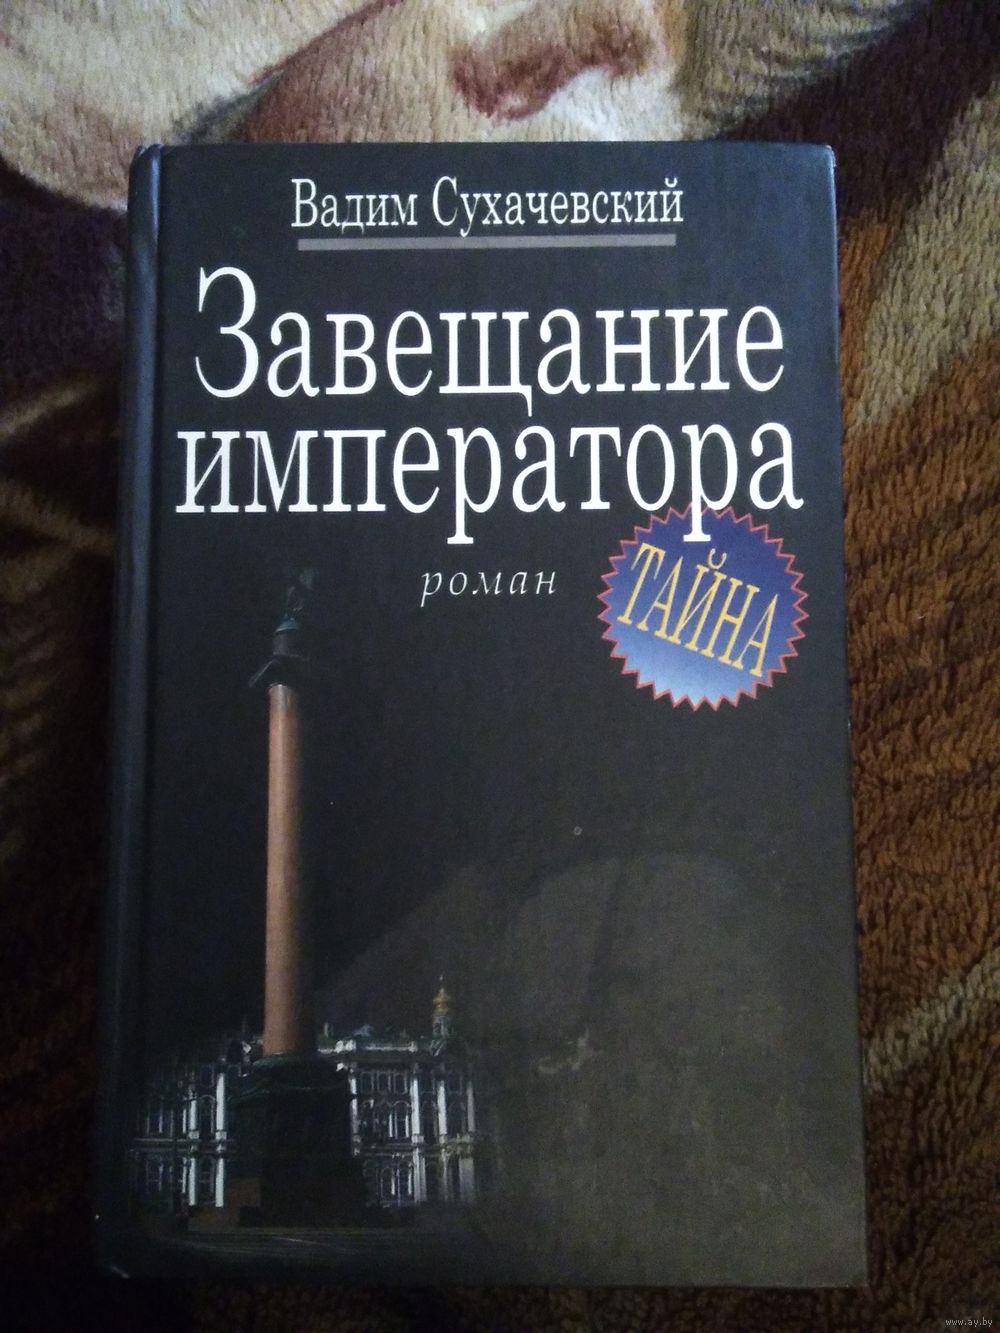 Вадим Сухачевский
Завещание
императора
роман
ТАЙНА
www.ay.by